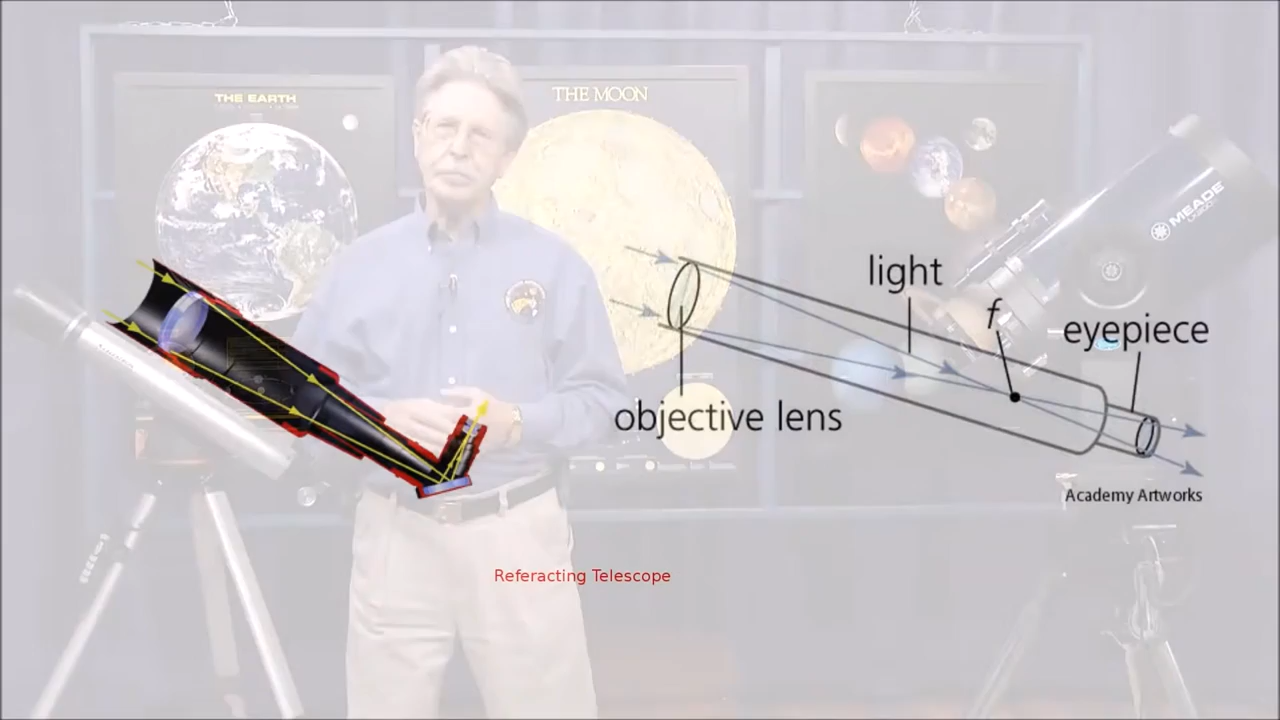 THE EARTH
THE MOON
MEADE
light
f
eyepiece
objective lens
Academy Artworks
Referacting Telescope